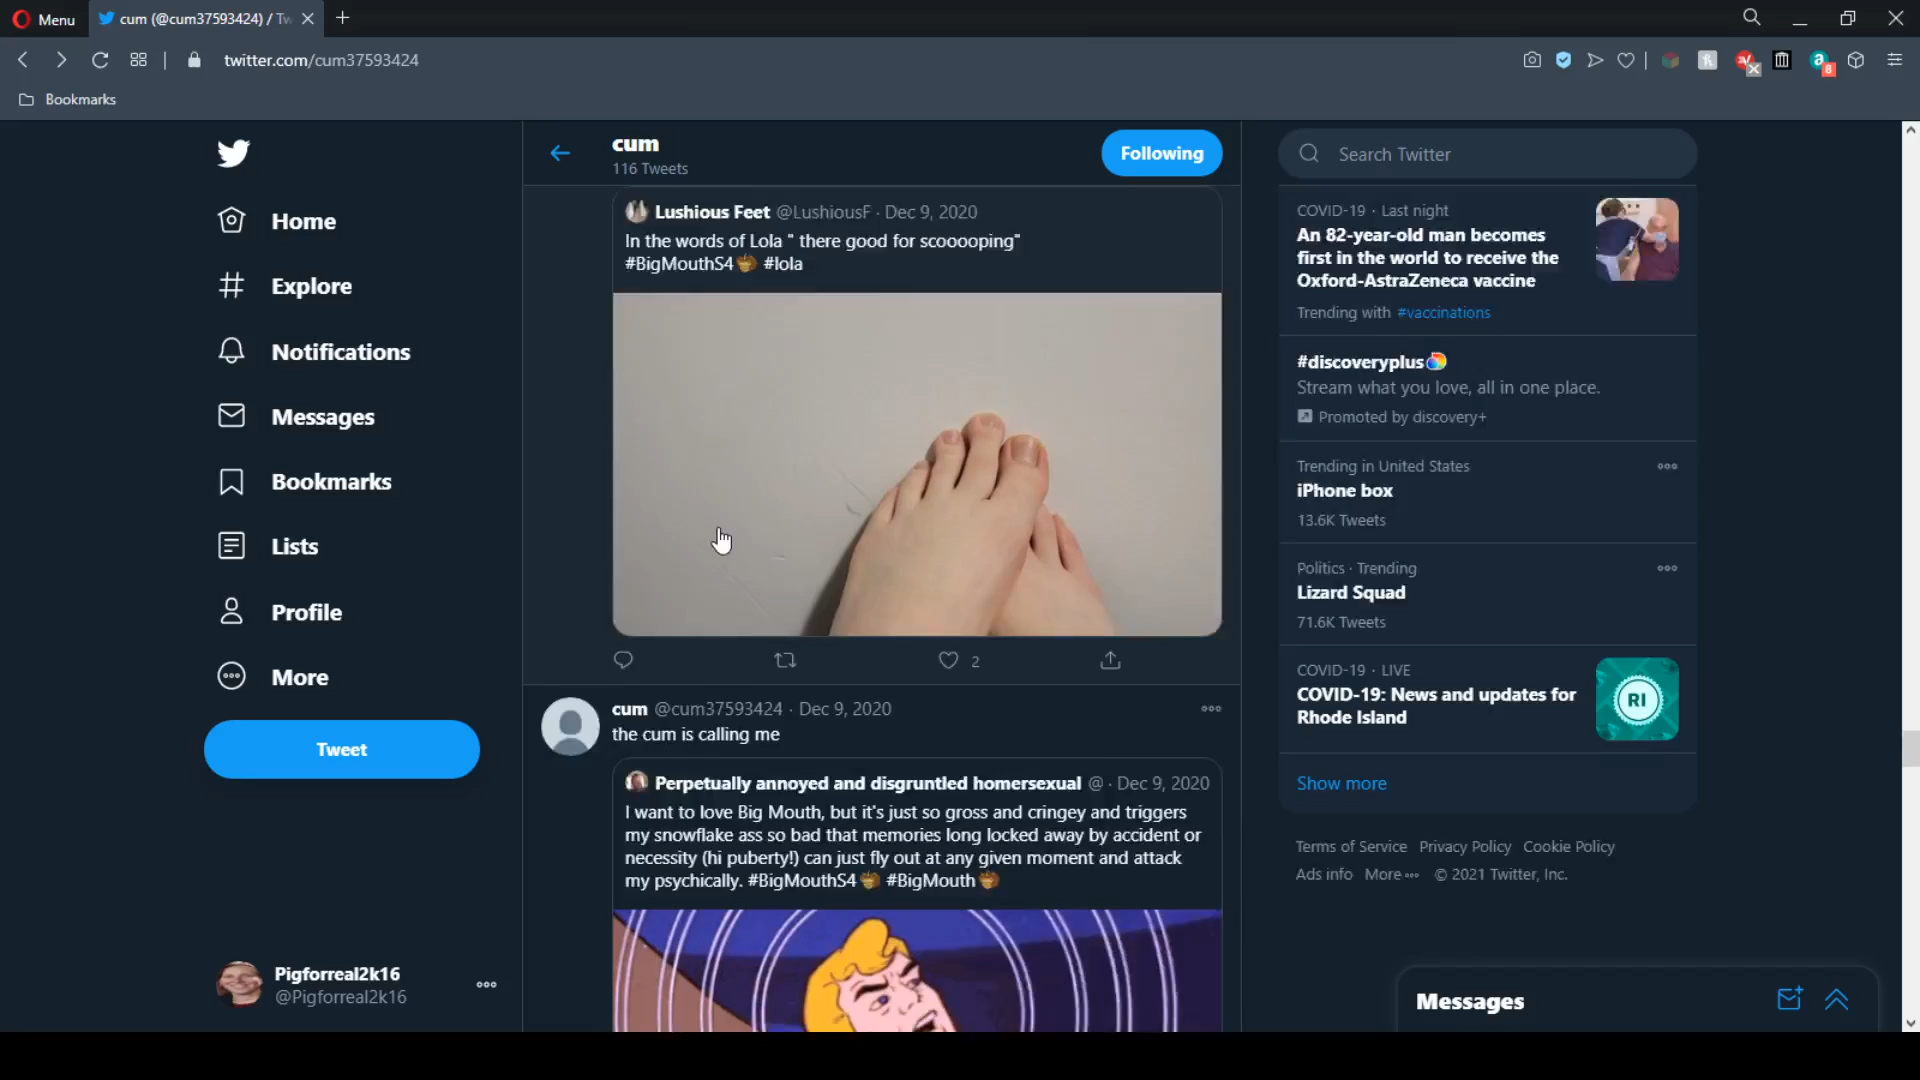 Menu
cum (@cum37593424) / Tw
twitter.com/cum37593424
8
Bookmarks
Home
Explore
Notifications
Messages
Bookmarks
Lists
Profile
More
Tweet
Pigforreal2k16
@Pigforreal2k16
cum
116 Tweets
Following
Lushious Feet @LushiousF · Dec 9, 2020
In the words of Lola " there good for scooooping"
#BigMouthS4 #lola
2
cum @cum37593424 · Dec 9, 2020
the cum is calling me
Perpetually annoyed and disgruntled homersexual @ · Dec 9, 2020
I want to love Big Mouth, but it's just so gross and cringey and triggers
my snowflake ass so bad that memories long locked away by accident or
necessity (hi puberty!) can just fly out at any given moment and attack
my psychically. #BigMouthS4 #BigMouth
Search Twitter
COVID-19 · Last night
An 82-year-old man becomes
first in the world to receive the
Oxford-AstraZeneca vaccine
Trending with #vaccinations
#discoveryplus
Stream what you love, all in one place.
Promoted by discovery+
Trending in United States
iPhone box
13.6K Tweets
Politics · Trending
Lizard Squad
71.6K Tweets
COVID-19 · LIVE
COVID-19: News and updates for
Rhode Island
RI
Show more
Terms of Service Privacy Policy Cookie Policy
Ads info More © 2021 Twitter, Inc.
Messages